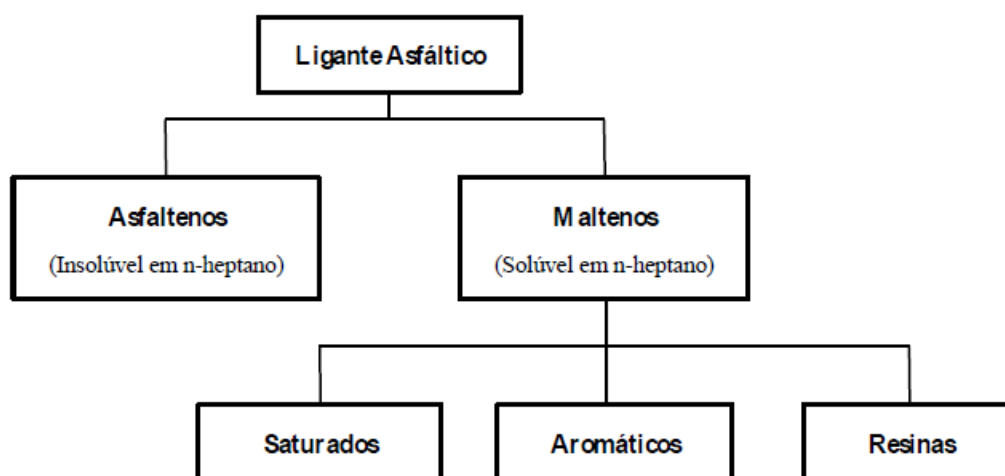 Ligante Asfáltico
Asfaltenos
(Insolúvel em n-heptano)
Maltenos
(Solúvel em n-heptano)
Saturados
Aromáticos
Resinas